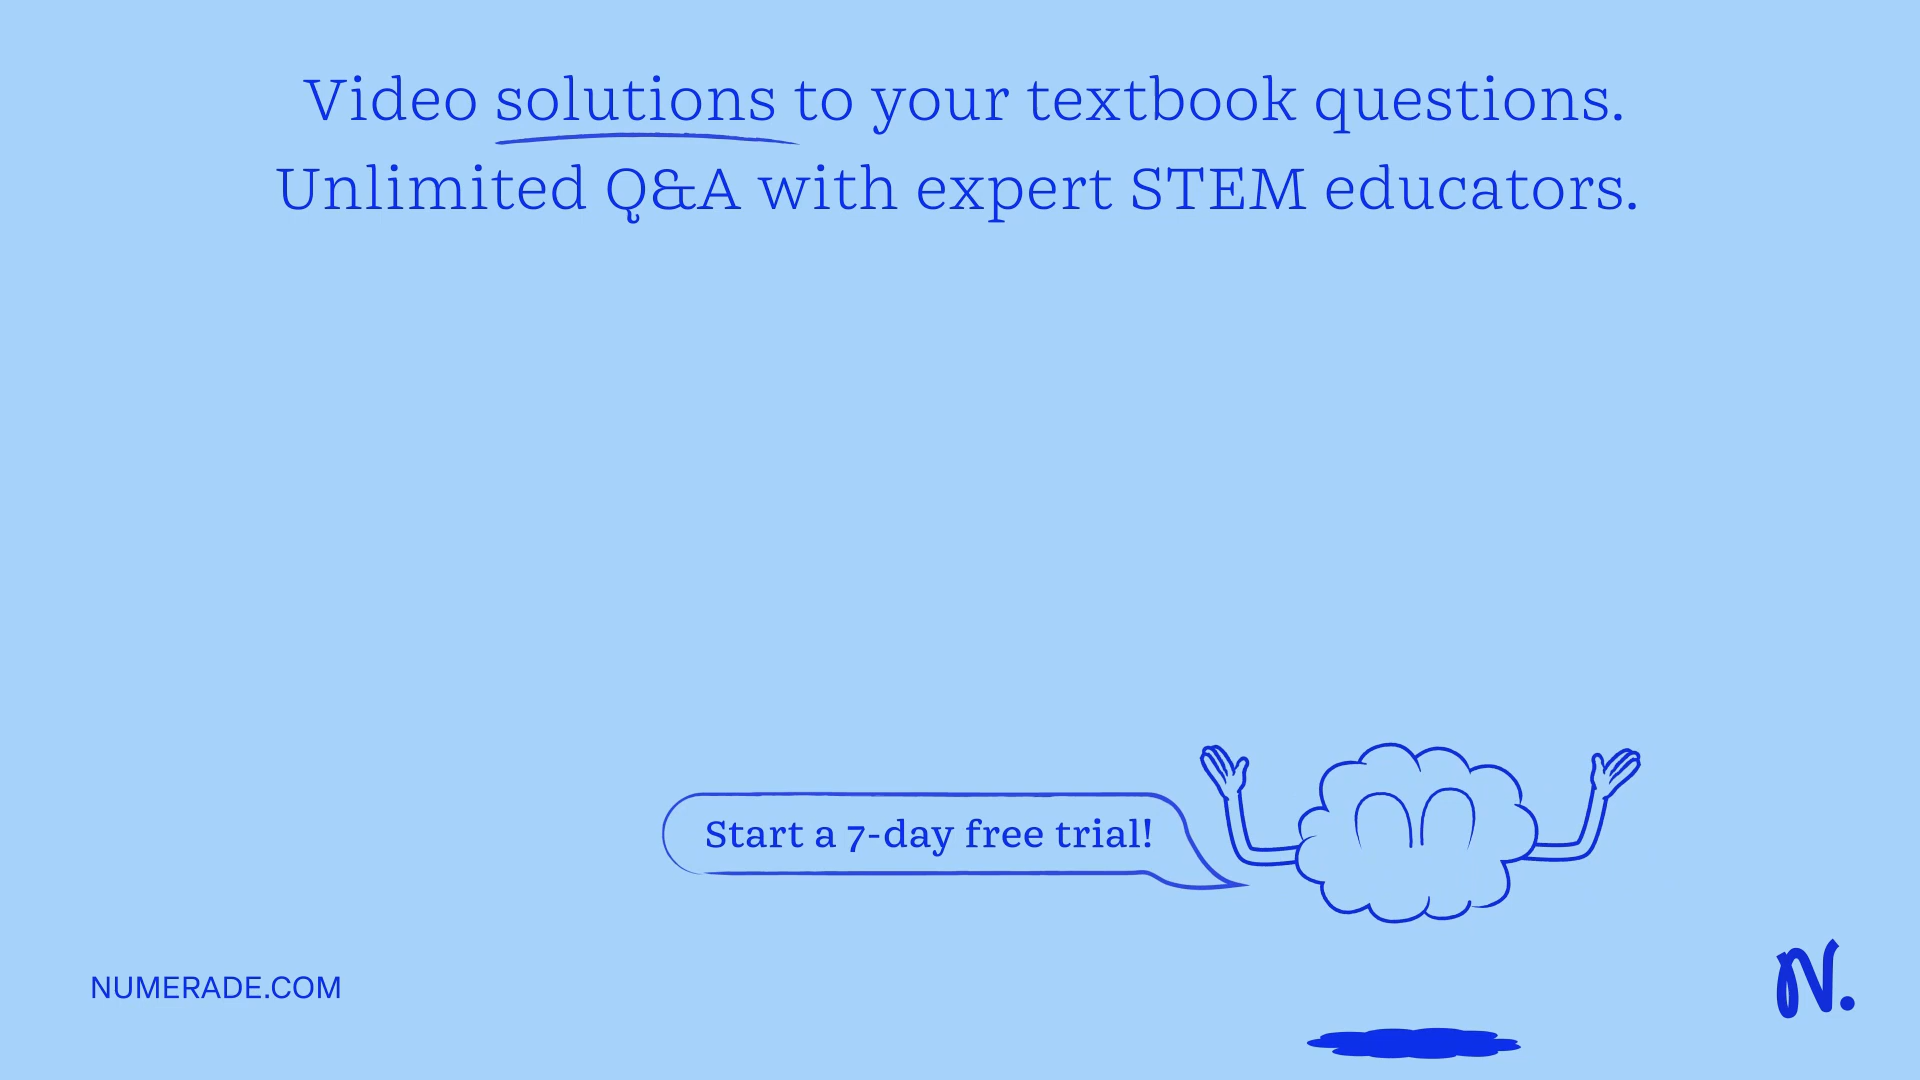 Video solutions to your textbook questions.
Unlimited Q&A with expert STEM educators.
Start a 7-day free trial!
NUMERADE.COM
N.